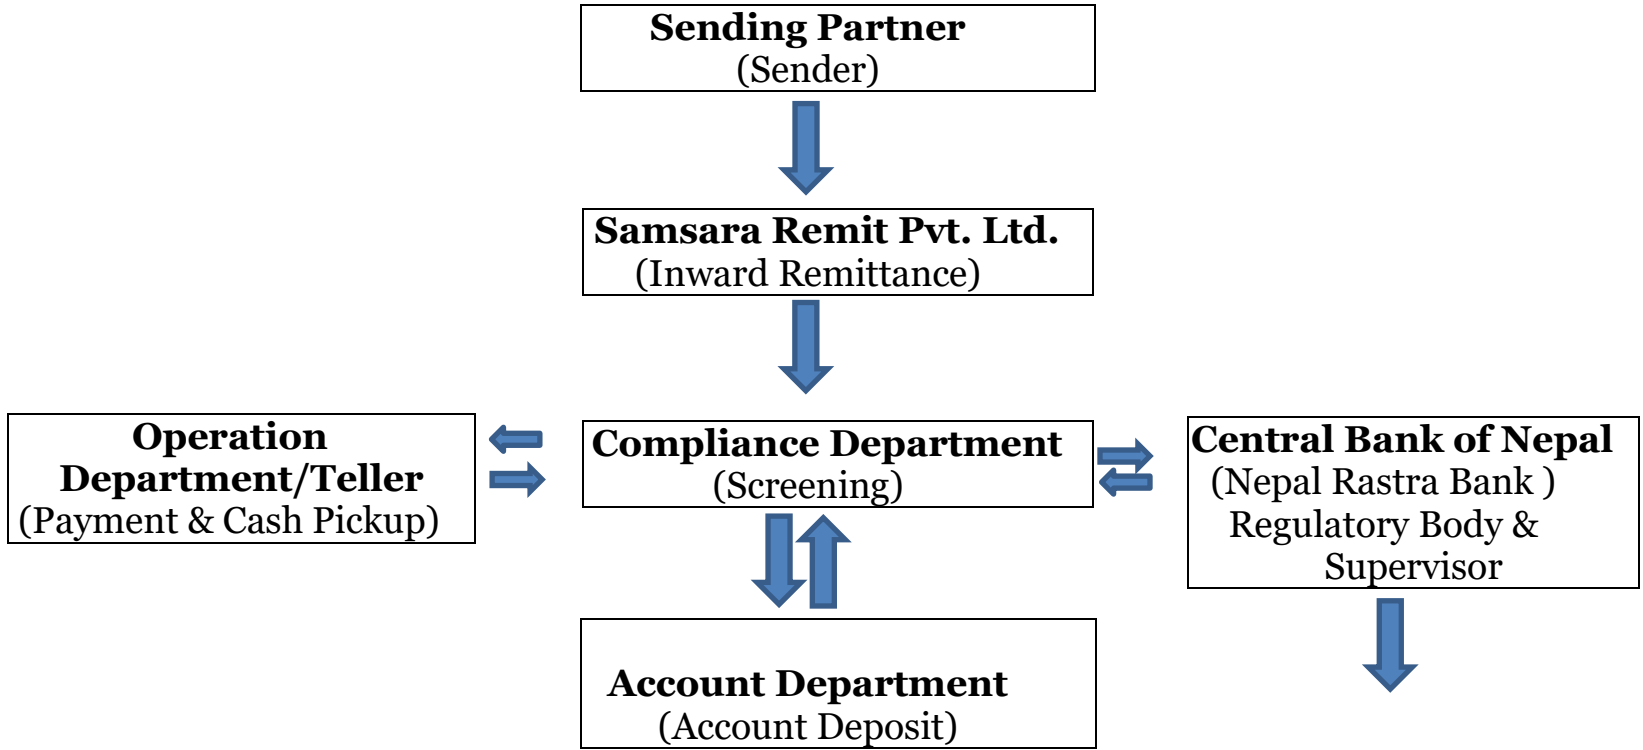 Sending Partner
(Sender)
Samsara Remit Pvt. Ltd.
(Inward Remittance)
Operation
Department/Teller
(Payment & Cash Pickup)
Compliance Department
(Screening)
Central Bank of Nepal
(Nepal Rastra Bank )
Regulatory Body &
Supervisor
Account Department
(Account Deposit)